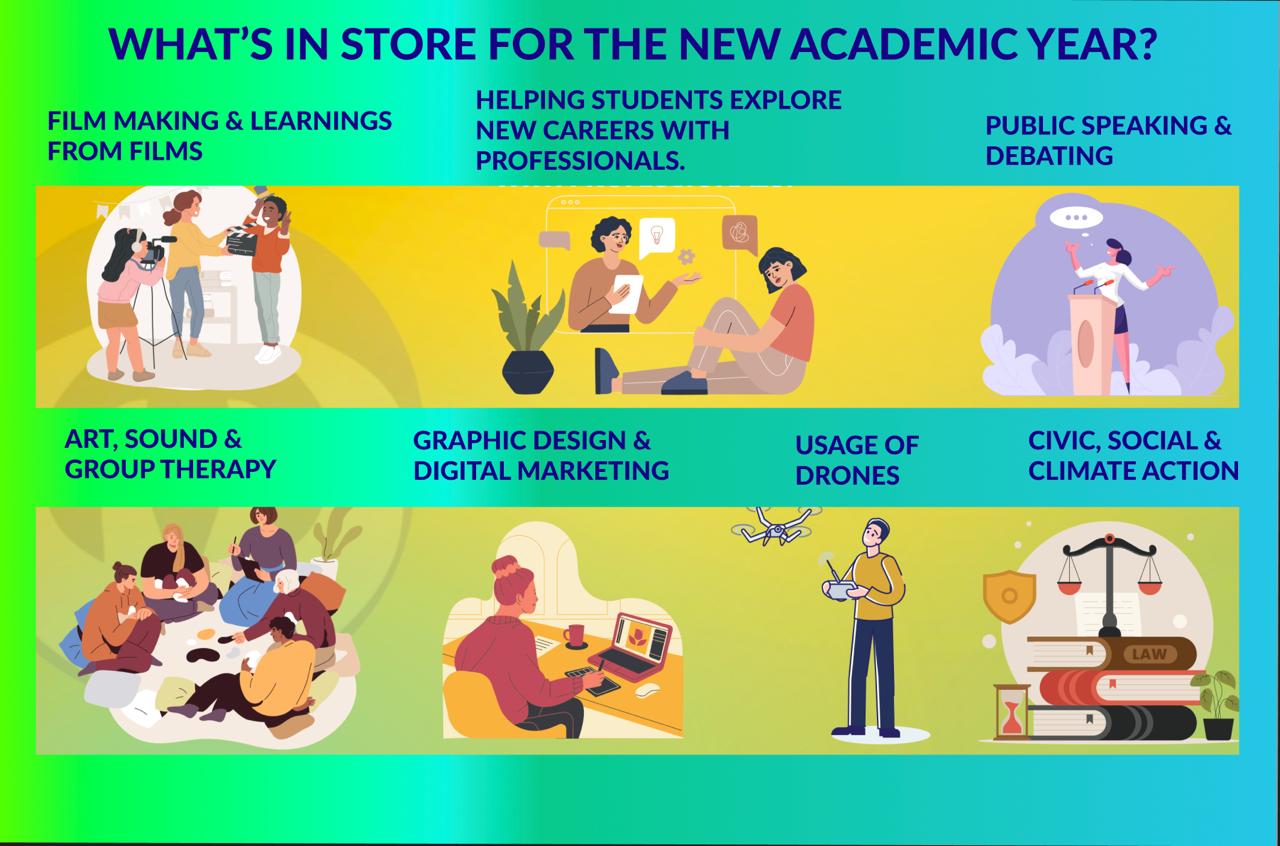 WHAT'S IN STORE FOR THE NEW ACADEMIC YEAR?
FILM MAKING & LEARNINGS
FROM FILMS
HELPING STUDENTS EXPLORE
NEW CAREERS WITH
PROFESSIONALS.
PUBLIC SPEAKING &
DEBATING
ART, SOUND &
GROUP THERAPY
GRAPHIC DESIGN &
DIGITAL MARKETING
USAGE OF
DRONES
CIVIC, SOCIAL &
CLIMATE ACTION
LAW